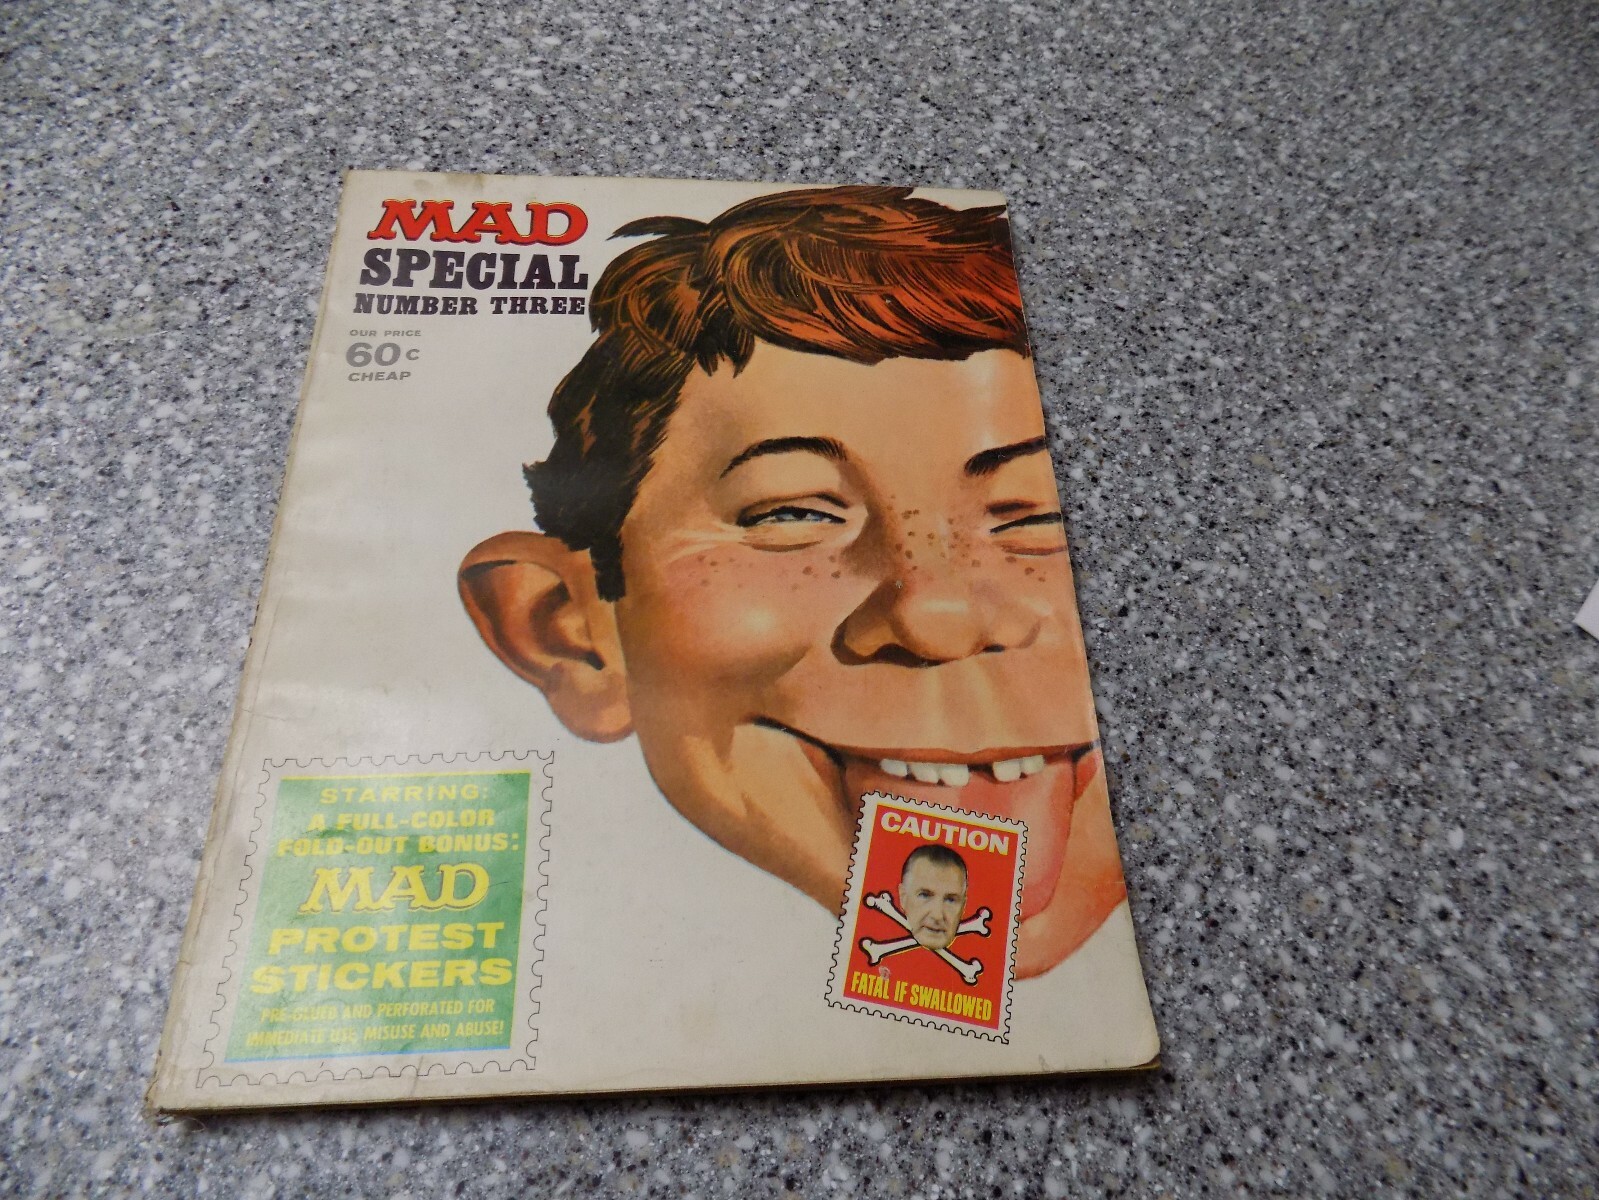 MAD
SPECIAL
NUMBER THREE
OUR PRICE
60 c
CHEAP
STARRING:
A FULL-COLOR
FOLD-OUT BONUS:
MAD
PROTEST
STICKERS
PRE-GLUED AND PERFORATED FOR
IMMEDIATE USE, MISUSE AND ABUSE!
CAUTION
FATAL IF SWALLOWED